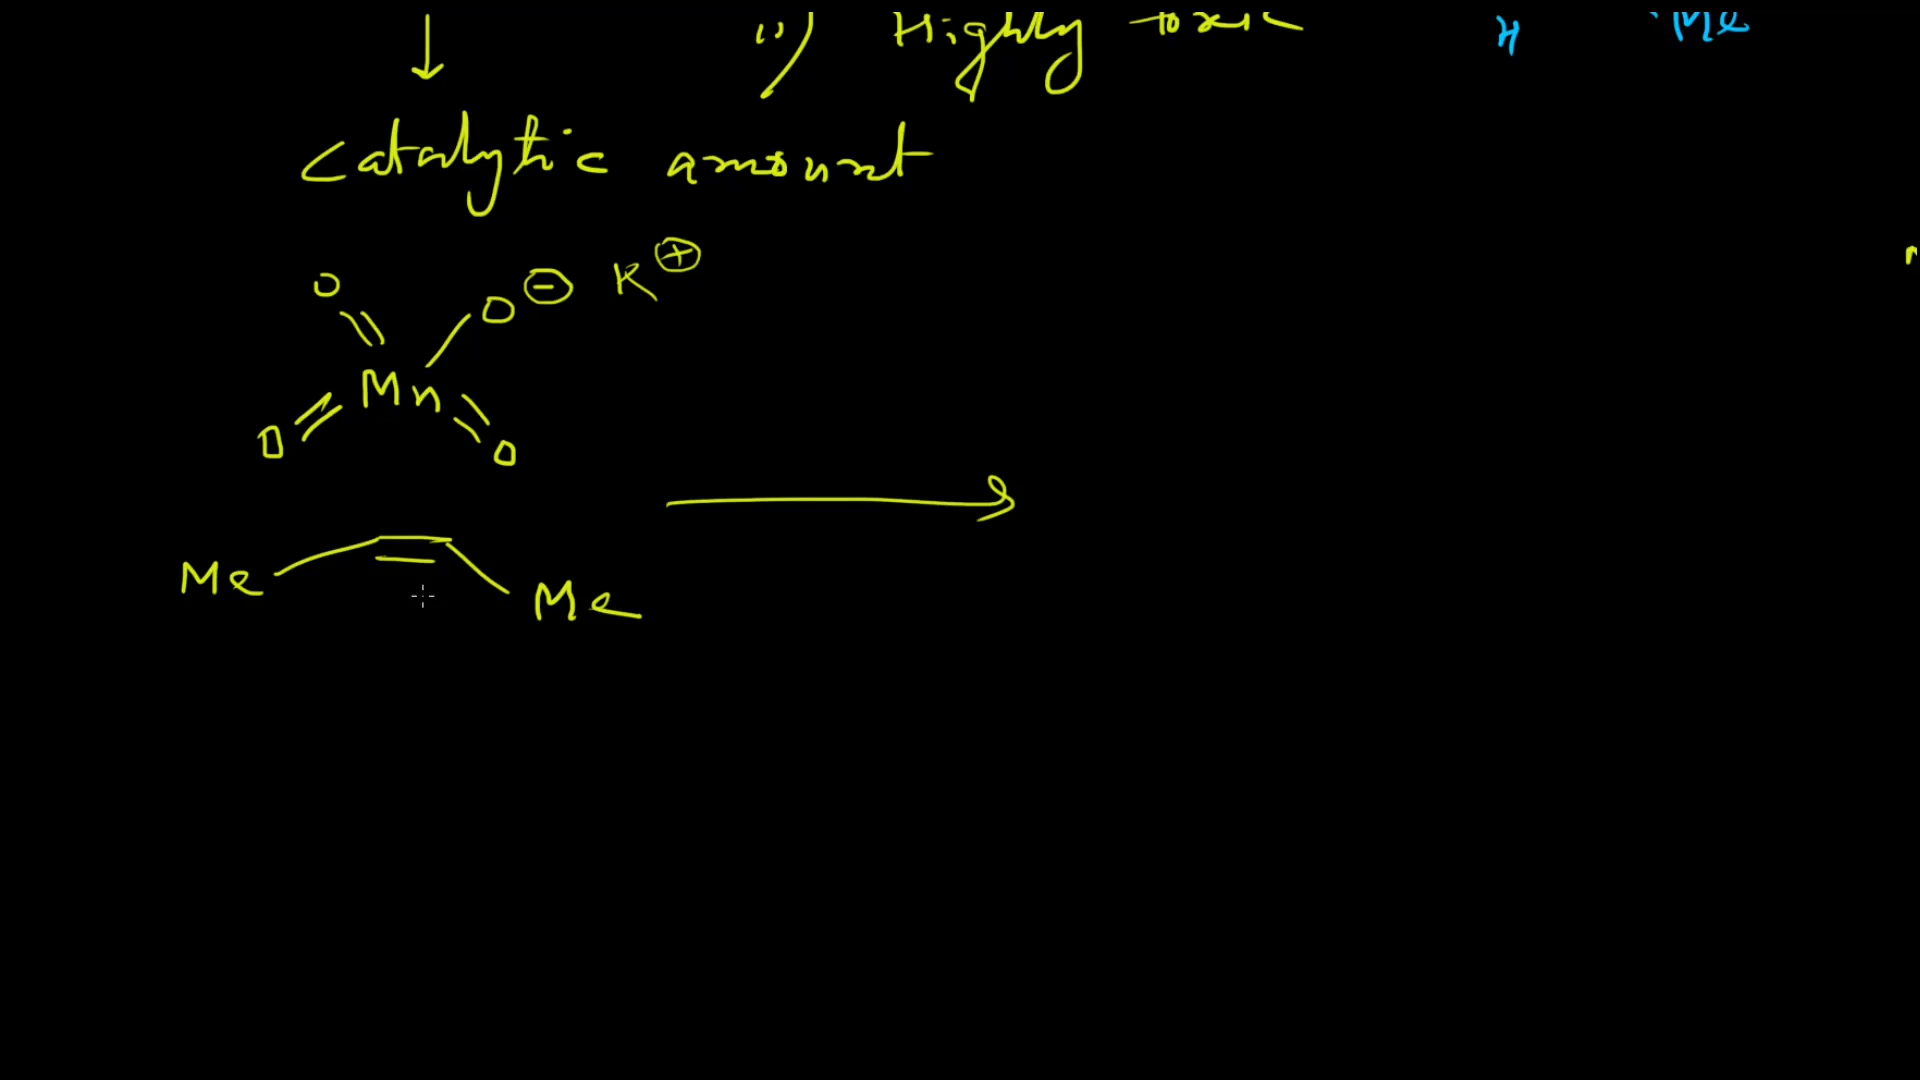 ii) Highly toxic
H Me
Catalytic amount
O O⊖ K⊕
Mn
O O
Me Me